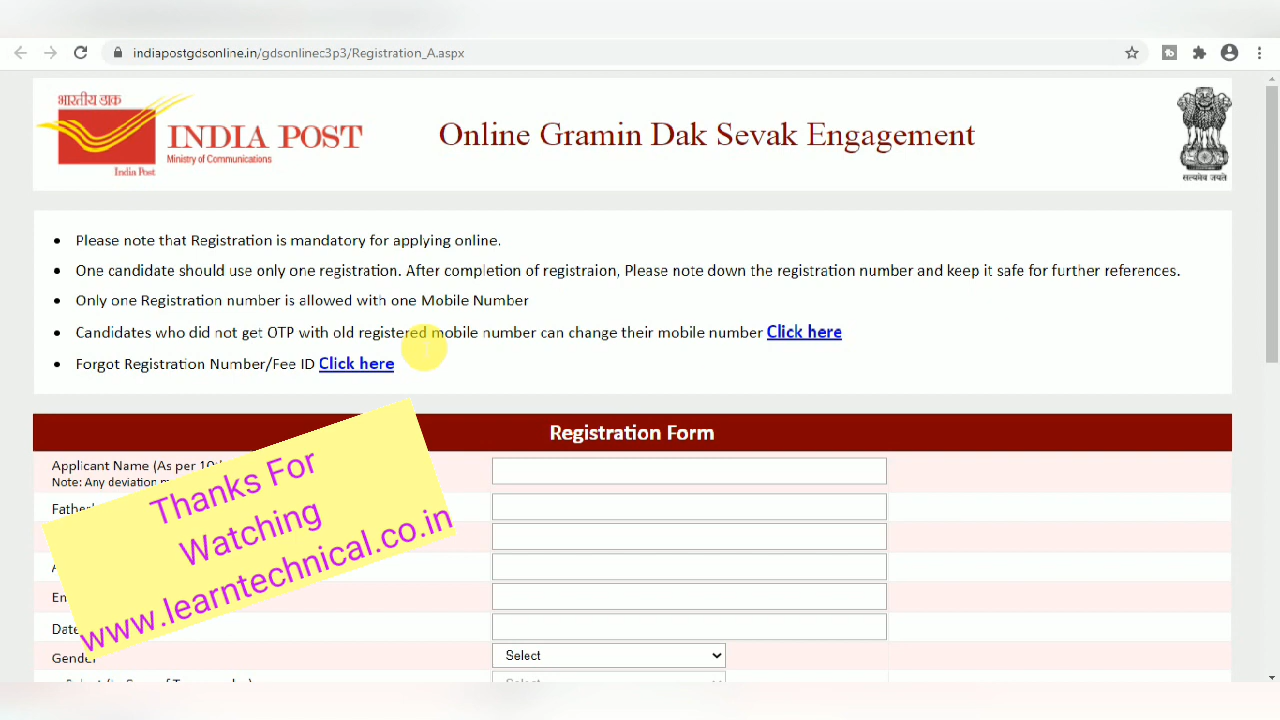 indiapostgdsonline.in/gdsonlinec3p3/Registration_A.aspx
भारतीय डाक
INDIA POST
Ministry of Communications
India Post
Online Gramin Dak Sevak Engagement
सत्यमेव जयते
Please note that Registration is mandatory for applying online.
One candidate should use only one registration. After completion of registraion, Please note down the registration number and keep it safe for further references.
Only one Registration number is allowed with one Mobile Number
Candidates who did not get OTP with old registered mobile number can change their mobile number Click here
Forgot Registration Number/Fee ID Click here
Registration Form
Applicant Name (As per
Note: Any deviation
Thanks For
Watching
www.learntechnical.co.in
Gender
Select